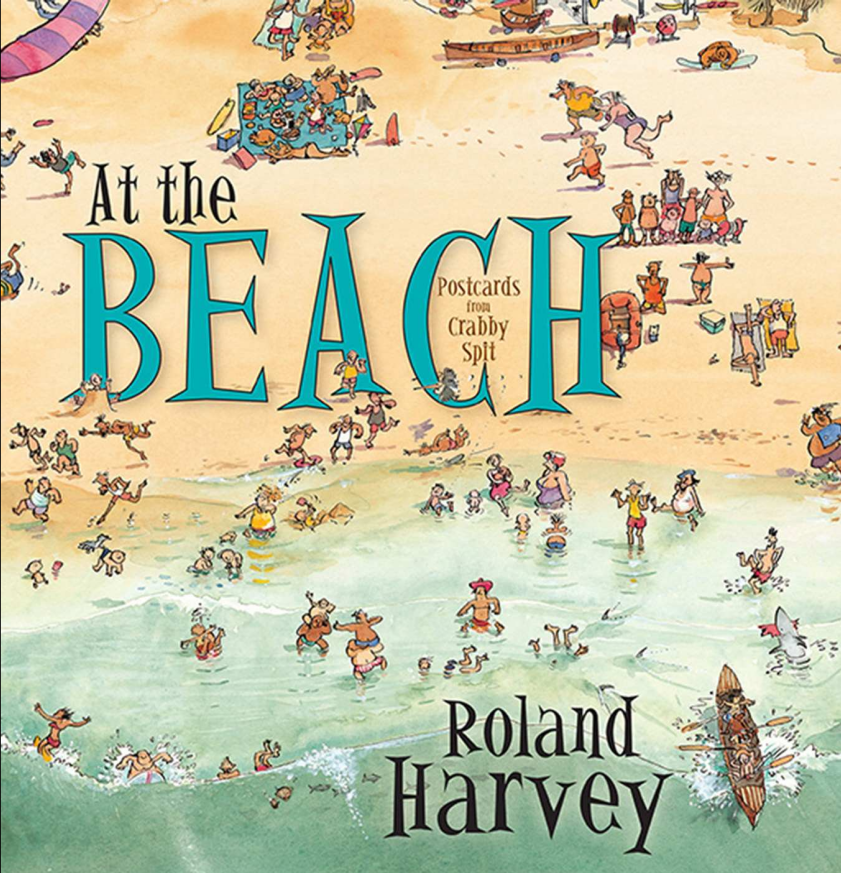 At the
BEACH
Postcards
from
Crabby
Spit
Roland
Harvey